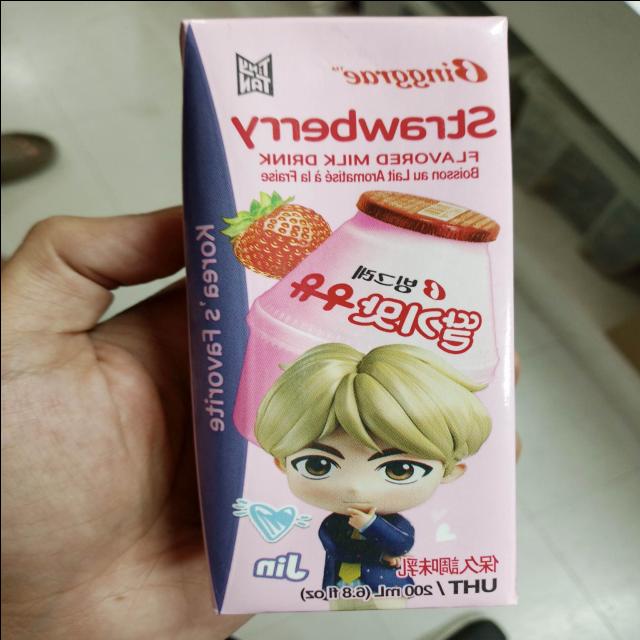 Binggrae™
TinyTAN
Strawberry
FLAVORED MILK DRINK
Boisson au Lait Aromatisé à la Fraise
Korea's Favorite
B 빙그레
딸기맛우유
Jin
保久調味乳
UHT / 200 mL (6.8 fl oz)